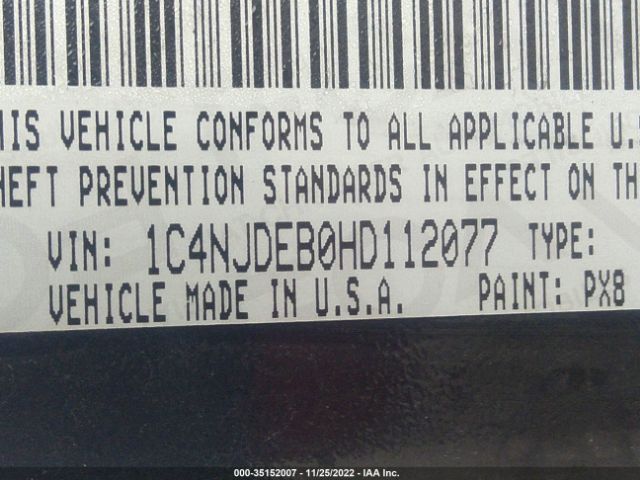 HIS VEHICLE CONFORMS TO ALL APPLICABLE U.S
HEFT PREVENTION STANDARDS IN EFFECT ON TH
VIN: 1C4NJDEB0HD112077 TYPE:
VEHICLE MADE IN U.S.A. PAINT: PX8
000-35152007 - 11/25/2022 - IAA Inc.